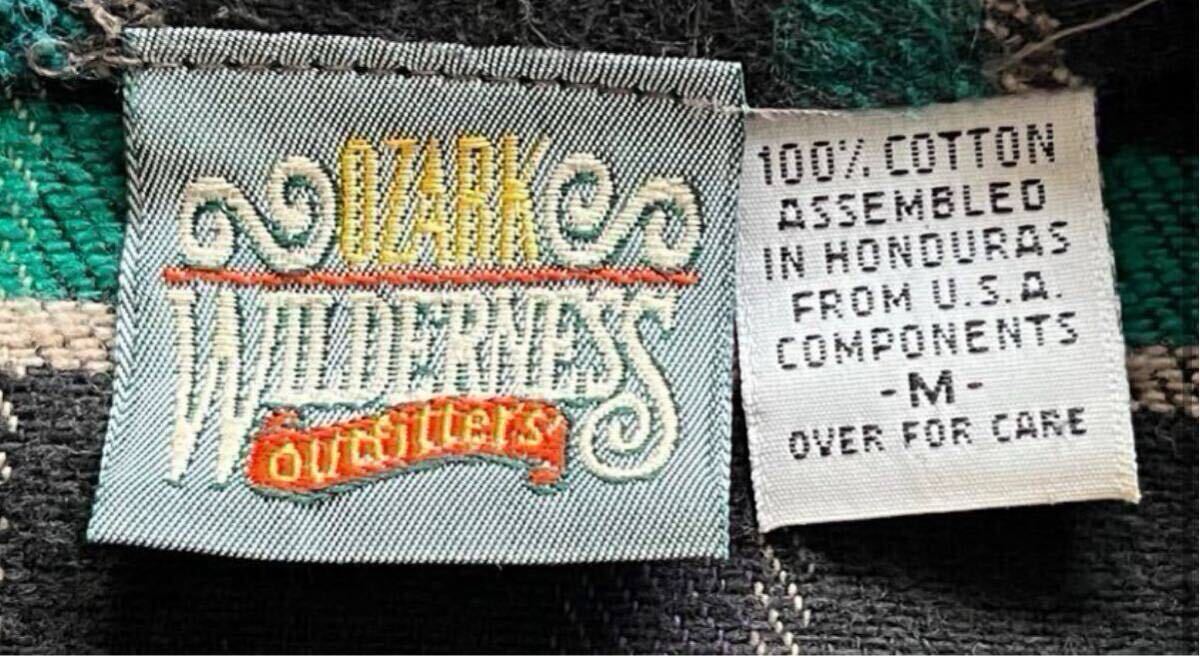 OZARK
WILDERNESS
outfitters
100% COTTON
ASSEMBLED
IN HONDURAS
FROM U.S.A.
COMPONENTS
-M-
OVER FOR CARE